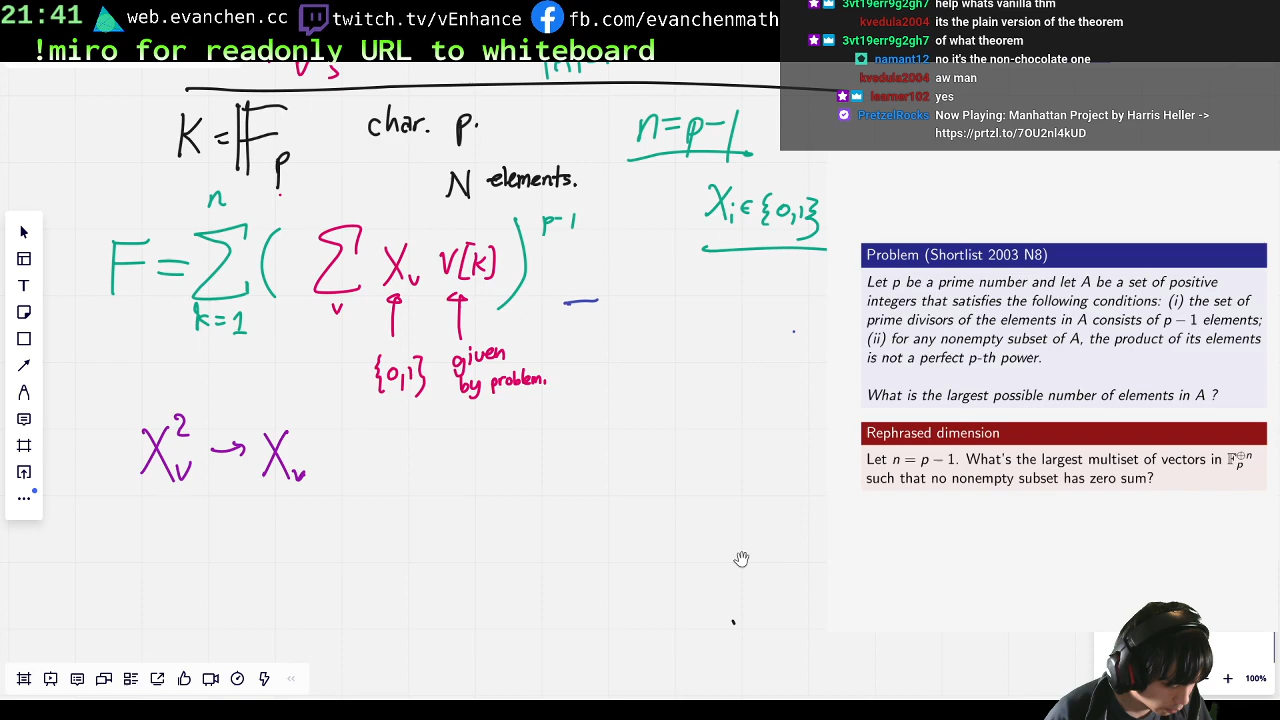 21:41 web.evanchen.cc twitch.tv/vEnhance fb.com/evanchenmath
!miro for readonly URL to whiteboard
3vt19err9g2gh7 help whats vanilla thm
kvedula2004 its the plain version of the theorem
3vt19err9g2gh7 of what theorem
namant12 no it's the non-chocolate one
kvedula2004 aw man
learner102 yes
PretzelRocks Now Playing: Manhattan Project by Harris Heller ->
https://prtzl.to/7OU2nl4kUD
K = 𝔽_p char. p. n=p-1
N elements.
X_i ∈ {0,1}
F = ∑_{k=1}^{n} ( ∑_v X_v V[k] )^{p-1} —
{0,1} given
by problem.
X_v^2 → X_v
Problem (Shortlist 2003 N8)
Let p be a prime number and let A be a set of positive
integers that satisfies the following conditions: (i) the set of
prime divisors of the elements in A consists of p − 1 elements;
(ii) for any nonempty subset of A, the product of its elements
is not a perfect p-th power.
What is the largest possible number of elements in A ?
Rephrased dimension
Let n = p − 1. What's the largest multiset of vectors in 𝔽_p^{⊕n}
such that no nonempty subset has zero sum?
100%